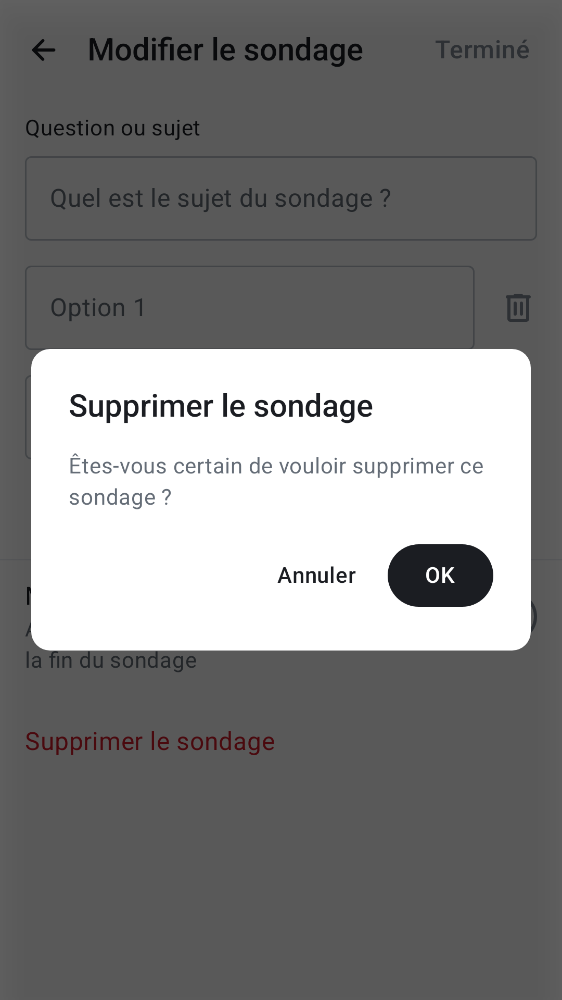 Modifier le sondage
Terminé
Question ou sujet
Quel est le sujet du sondage ?
Option 1
Supprimer le sondage
Êtes-vous certain de vouloir supprimer ce
sondage ?
Annuler
OK
la fin du sondage
Supprimer le sondage